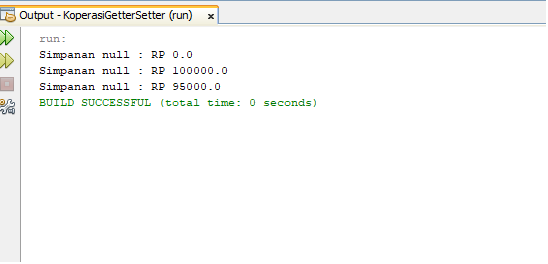 Output - KoperasiGetterSetter (run)
run:
Simpanan null : RP 0.0
Simpanan null : RP 100000.0
Simpanan null : RP 95000.0
BUILD SUCCESSFUL (total time: 0 seconds)